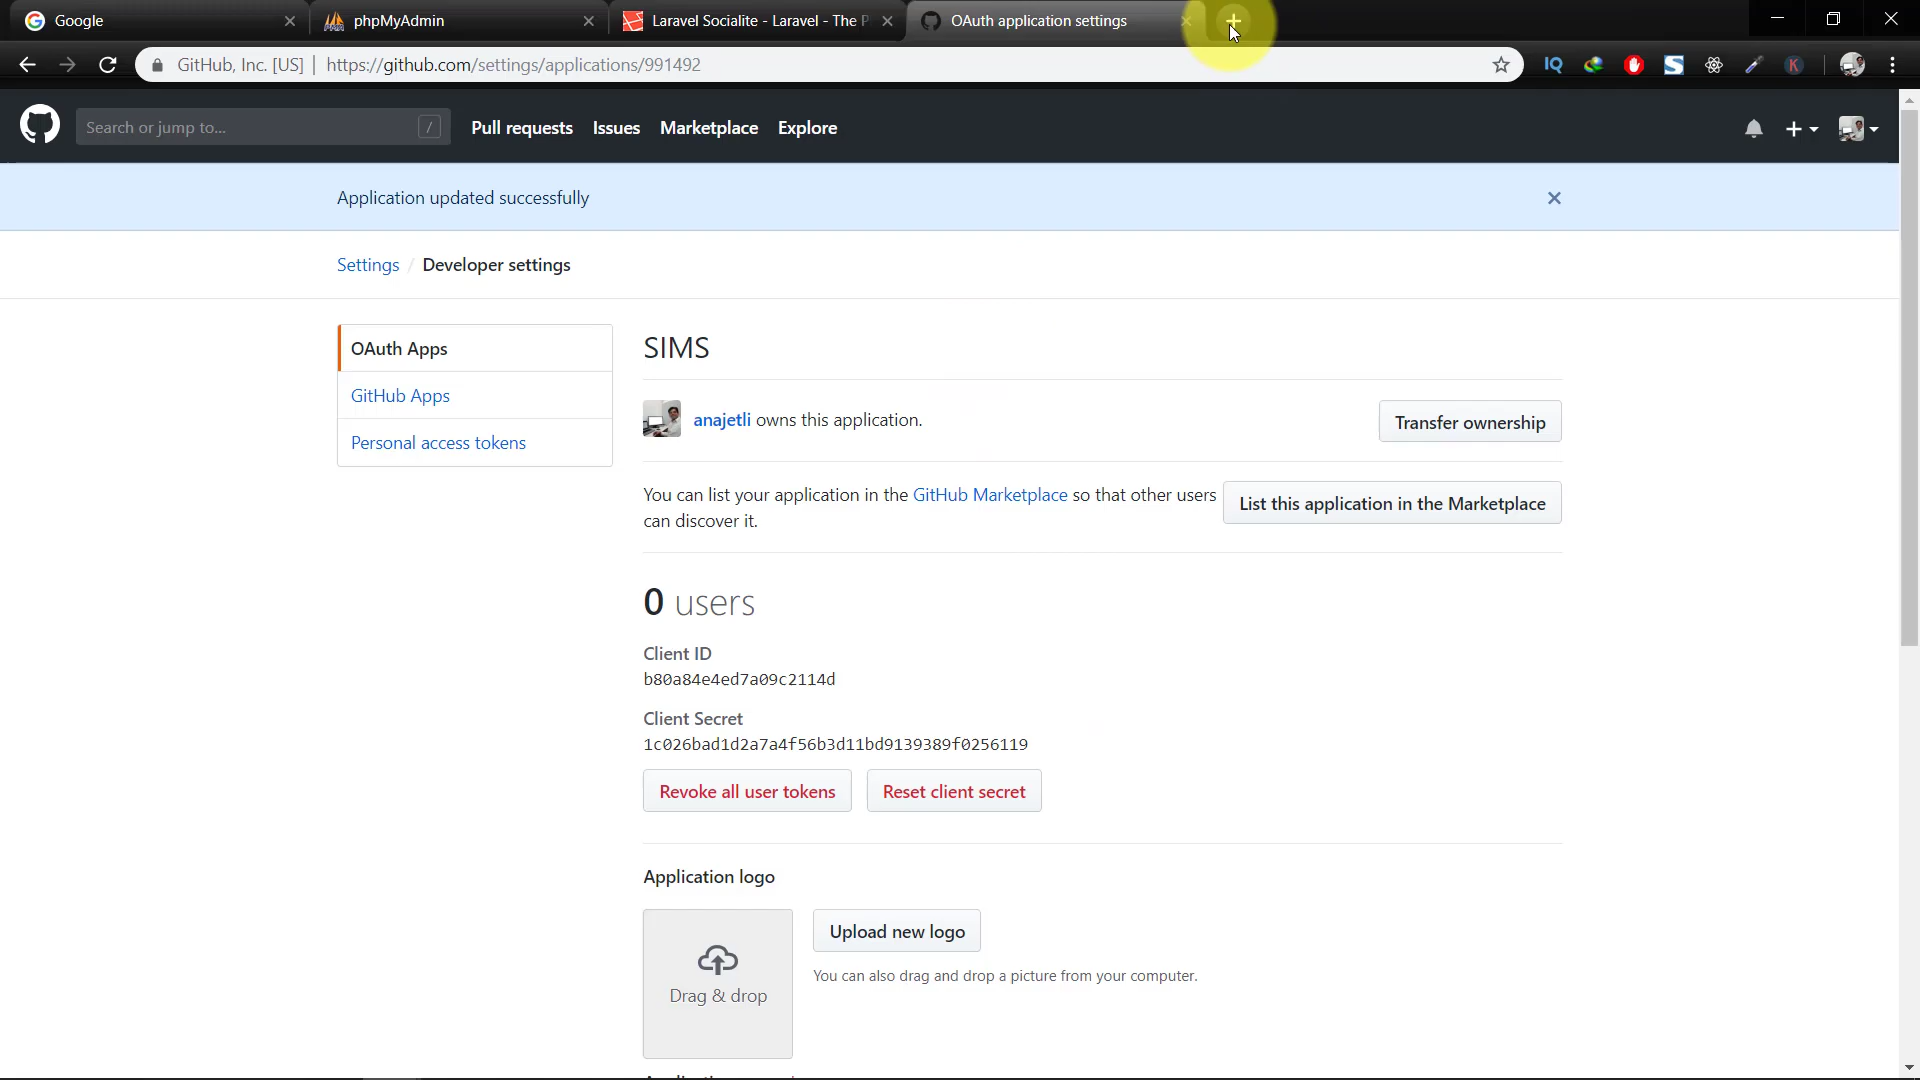 Google
phpMyAdmin
Laravel Socialite - Laravel - The P
OAuth application settings
GitHub, Inc. [US] | https://github.com/settings/applications/991492
IQ
S
K
Search or jump to...
/
Pull requests
Issues
Marketplace
Explore
Application updated successfully
Settings / Developer settings
OAuth Apps
GitHub Apps
Personal access tokens
SIMS
anajetli owns this application.
Transfer ownership
You can list your application in the GitHub Marketplace so that other users
can discover it.
List this application in the Marketplace
0 users
Client ID
b80a84e4ed7a09c2114d
Client Secret
1c026bad1d2a7a4f56b3d11bd9139389f0256119
Revoke all user tokens
Reset client secret
Application logo
Drag & drop
Upload new logo
You can also drag and drop a picture from your computer.